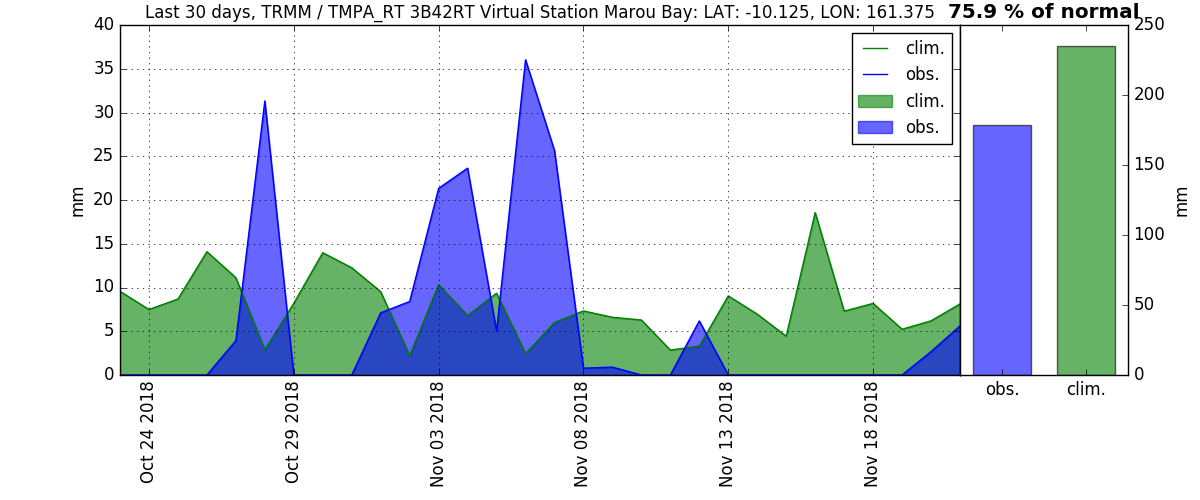 Last 30 days, TRMM / TMPA_RT 3B42RT Virtual Station Marou Bay: LAT: -10.125, LON: 161.375
75.9 % of normal
40
35
30
25
20
15
10
5
0
mm
clim.
obs.
clim.
obs.
Oct 24 2018
Oct 29 2018
Nov 03 2018
Nov 08 2018
Nov 13 2018
Nov 18 2018
250
200
150
100
50
0
mm
obs.
clim.